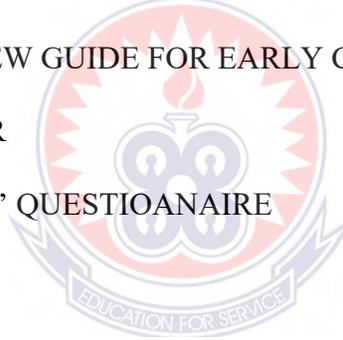 EW GUIDE FOR EARLY C
R
’ QUESTIOANAIRE
EDUCATION FOR SERVICE